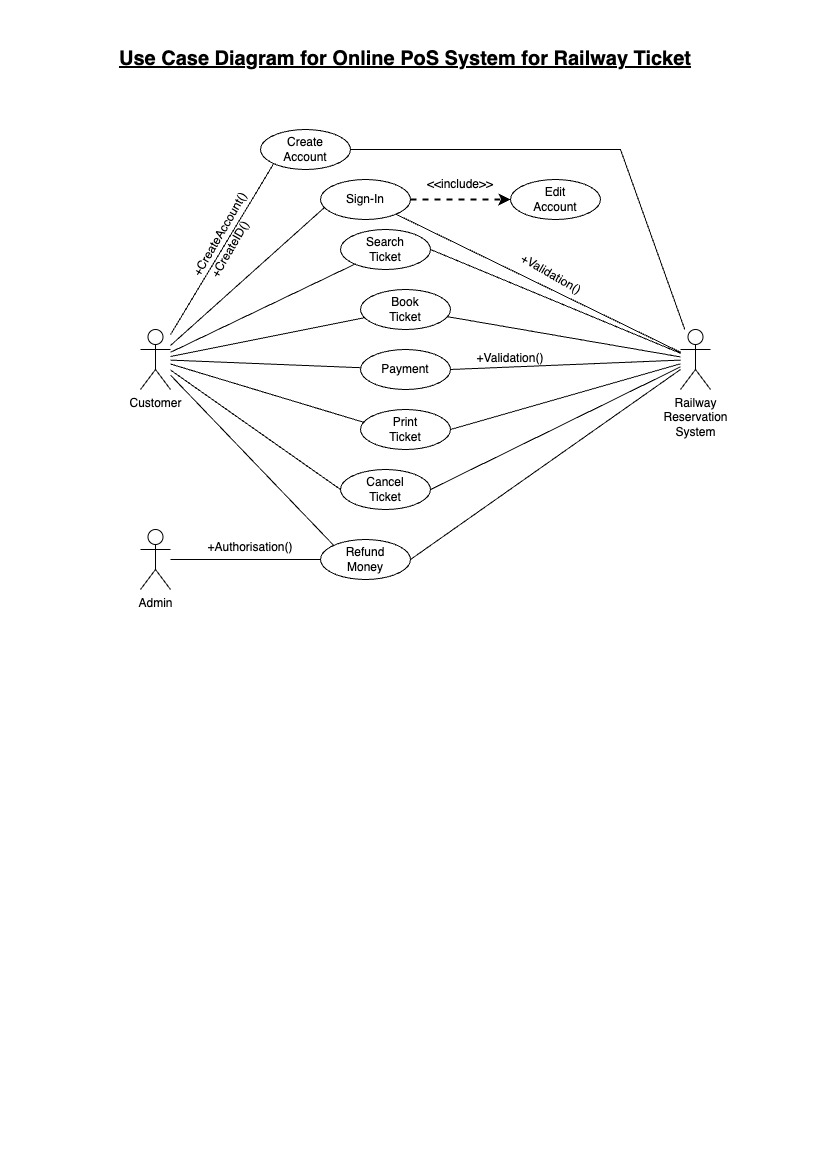 Use Case Diagram for Online PoS System for Railway Ticket
Create
Account
+CreateAccount()
+CreateID()
Sign-In
<<include>>
Edit
Account
Search
Ticket
+Validation()
Book
Ticket
Payment
+Validation()
Customer
Railway
Reservation
System
Print
Ticket
Cancel
Ticket
+Authorisation()
Refund
Money
Admin